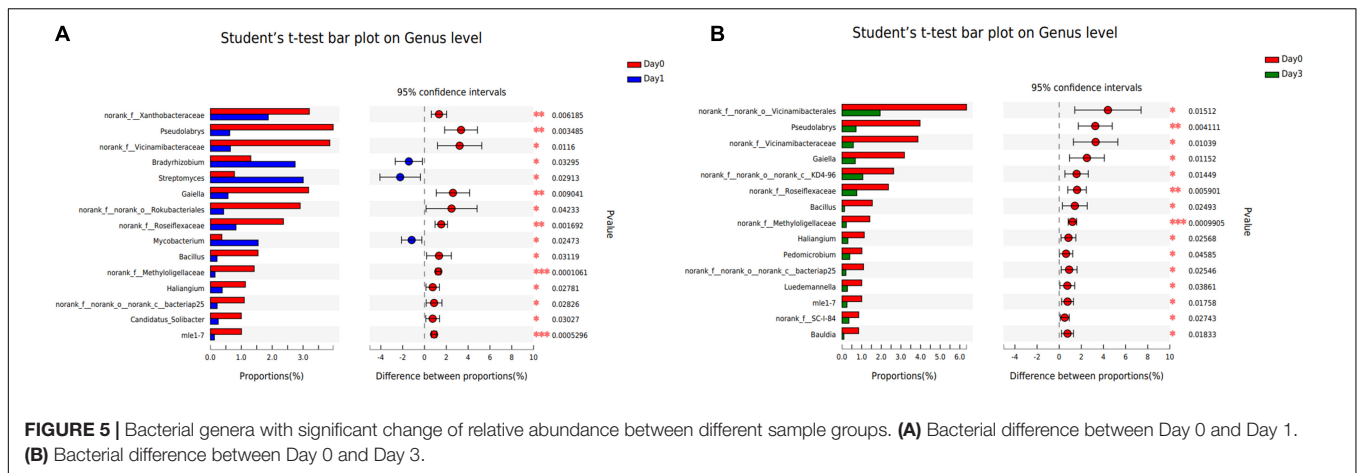 A
Student's t-test bar plot on Genus level
Day0
Day1
95% confidence intervals
norank_f__Xanthobacteraceae
Pseudolabrys
norank_f__Vicinamibacteraceae
Bradyrhizobium
Streptomyces
Gaiella
norank_f__norank_o__Rokubacteriales
norank_f__Roseiflexaceae
Mycobacterium
Bacillus
norank_f__Methyloligellaceae
Haliangium
norank_f__norank_o__norank_c__bacteriap25
Candidatus_Solibacter
mle1-7
** 0.006185
** 0.003485
* 0.0116
* 0.03295
* 0.02913
** 0.009041
* 0.04233
** 0.001692
* 0.02473
* 0.03119
*** 0.0001061
* 0.02781
* 0.02826
* 0.03027
*** 0.0005296
Pvalue
0.0 1.0 2.0 3.0
Proportions(%)
-4 -2 0 2 4 6 8 10
Difference between proportions(%)
B
Student's t-test bar plot on Genus level
Day0
Day3
95% confidence intervals
norank_f__norank_o__Vicinamibacterales
Pseudolabrys
norank_f__Vicinamibacteraceae
Gaiella
norank_f__norank_o__norank_c__KD4-96
norank_f__Roseiflexaceae
Bacillus
norank_f__Methyloligellaceae
Haliangium
Pedomicrobium
norank_f__norank_o__norank_c__bacteriap25
Luedemannella
mle1-7
norank_f__SC-I-84
Bauldia
* 0.01512
** 0.004111
* 0.01039
* 0.01152
* 0.01449
** 0.005901
* 0.02493
*** 0.0009905
* 0.02568
* 0.04585
* 0.02546
* 0.03861
* 0.01758
* 0.02743
* 0.01833
Pvalue
0.0 1.0 2.0 3.0 4.0 5.0 6.0
Proportions(%)
-4 -2 0 2 4 6 8 10
Difference between proportions(%)
FIGURE 5 | Bacterial genera with significant change of relative abundance between different sample groups. (A) Bacterial difference between Day 0 and Day 1.
(B) Bacterial difference between Day 0 and Day 3.